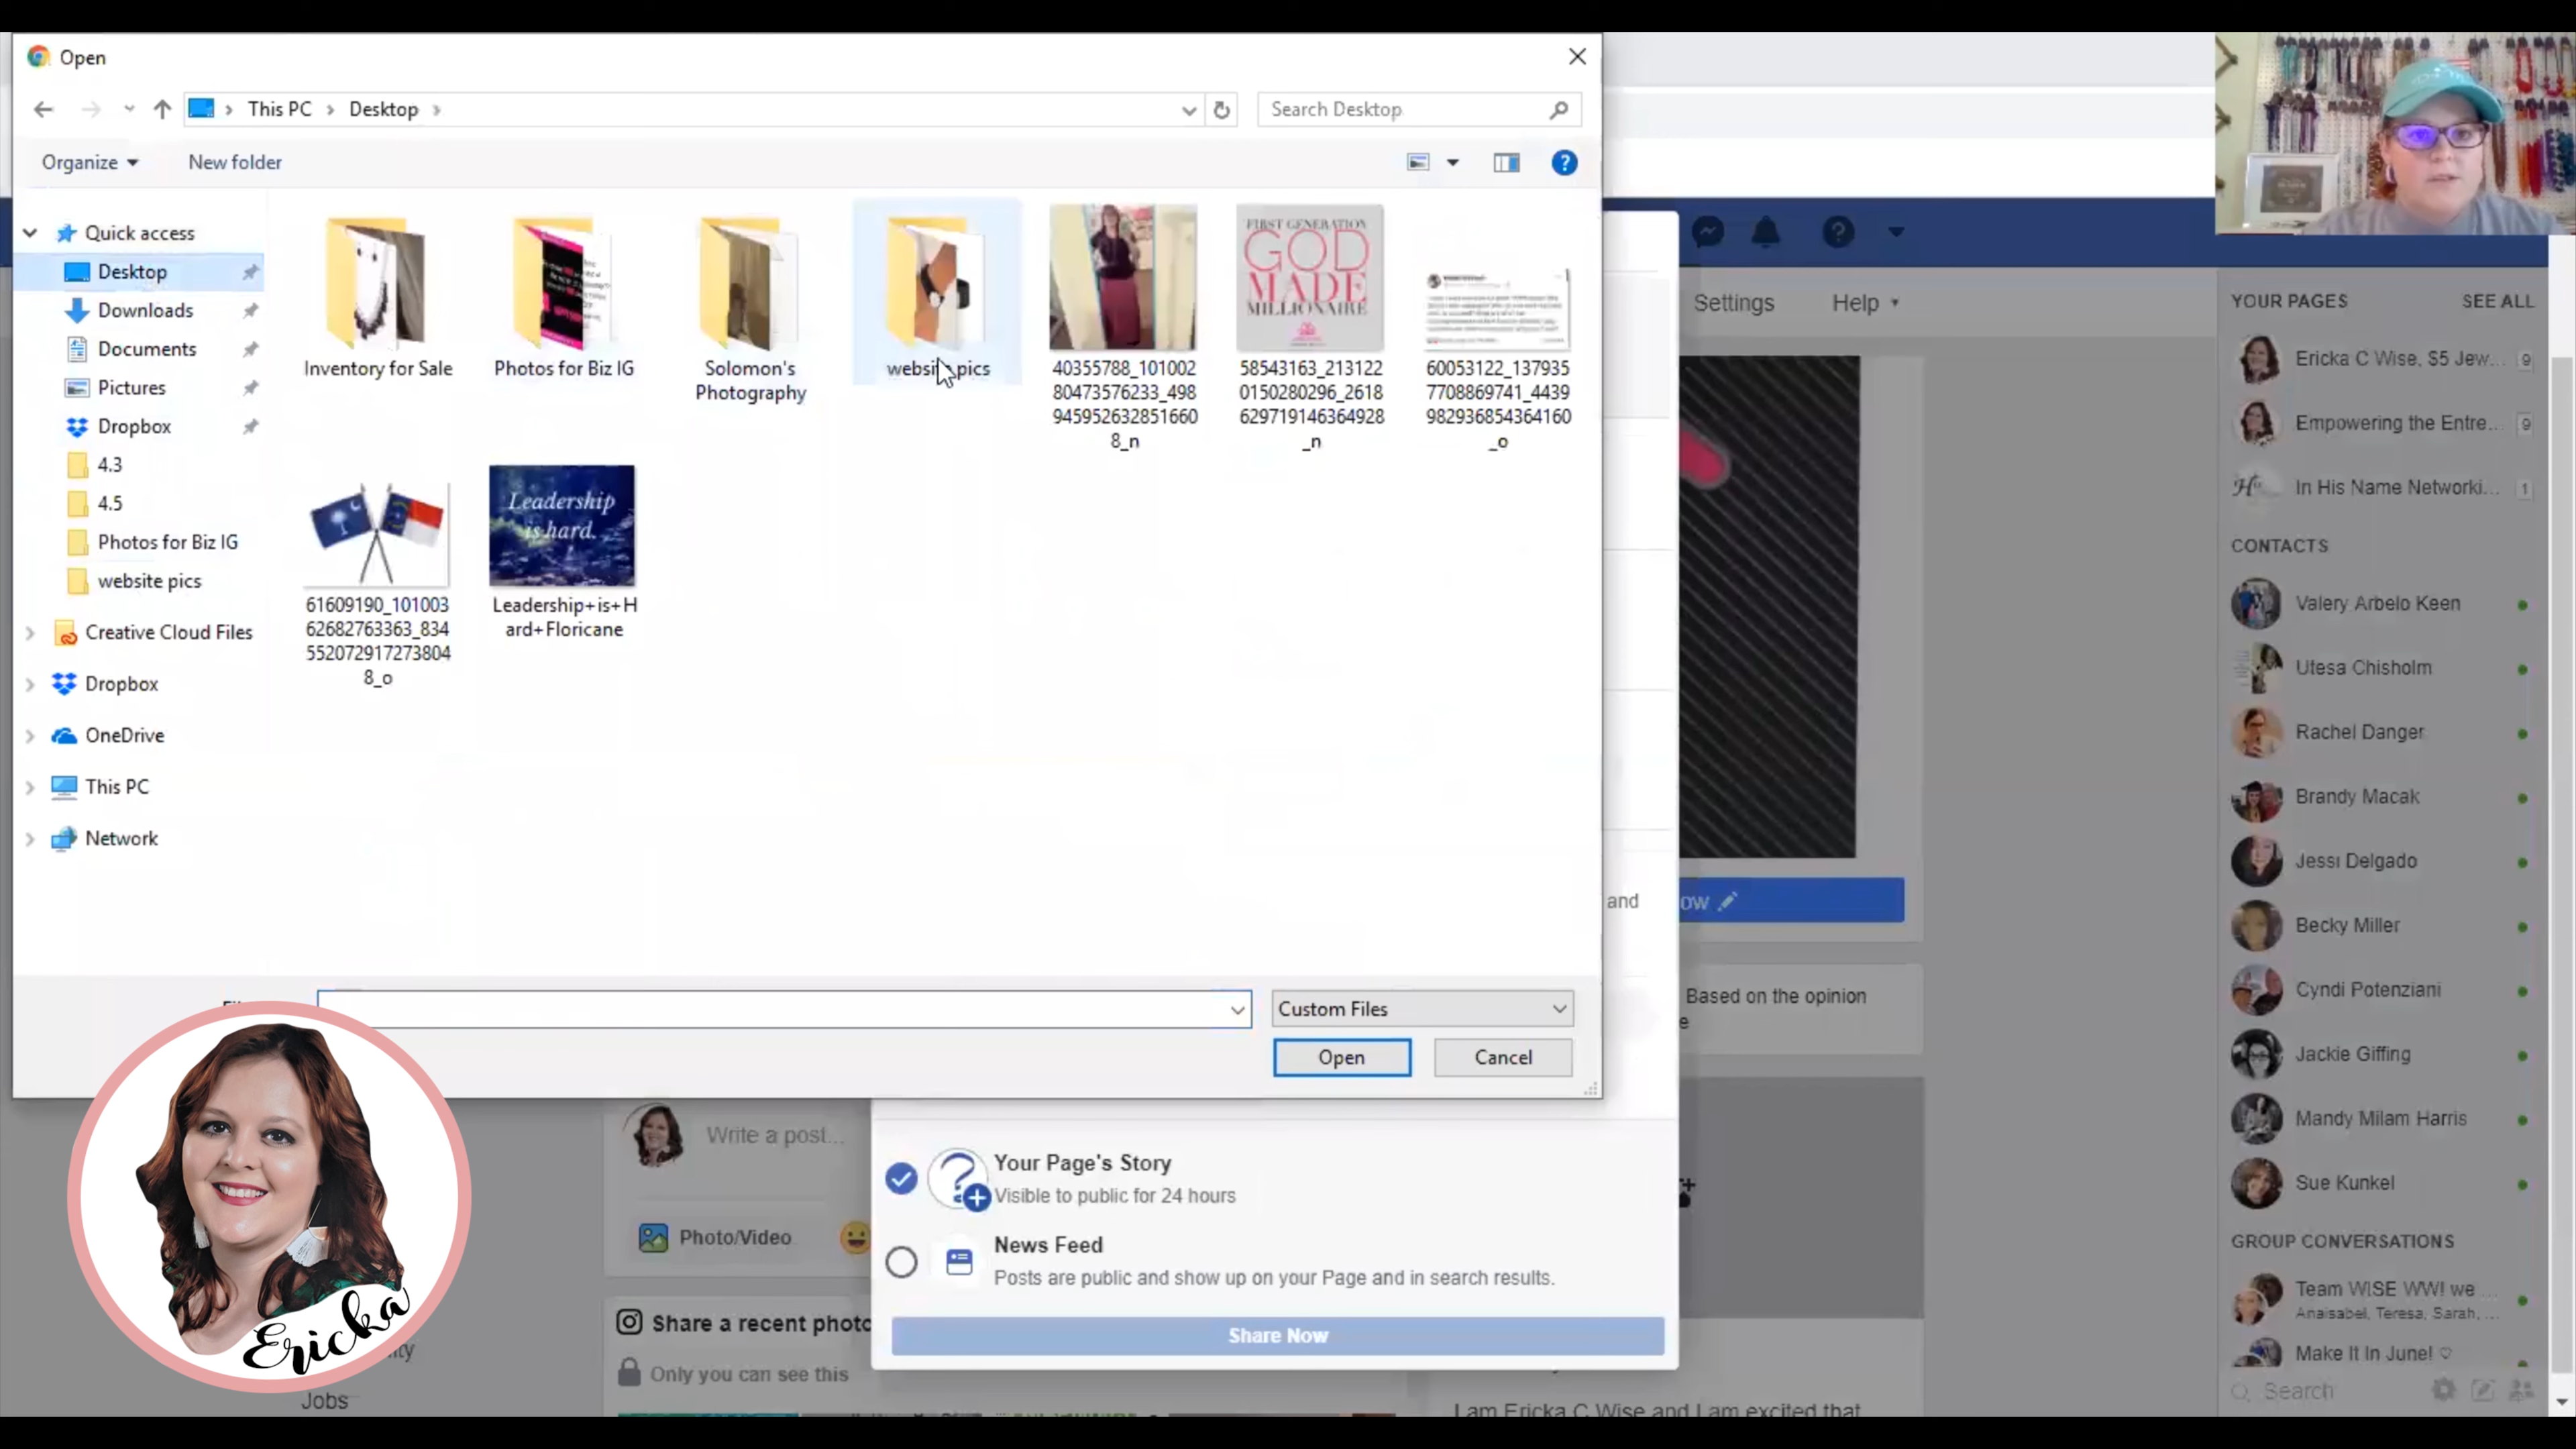 Open
This PC > Desktop >
Search Desktop
Organize
New folder
Quick access
Desktop
Downloads
Documents
Pictures
Dropbox
4.3
4.5
Photos for Biz IG
website pics
Creative Cloud Files
Dropbox
OneDrive
This PC
Network
Inventory for Sale
Photos for Biz IG
Solomon's
Photography
website pics
40355788_101002
80473576233_498
945952632851660
8_n
FIRST GENERATION
GOD
MADE
MILLIONAIRE
58543163_213122
0150280296_2618
629719146364928
_n
60053122_137935
7708869741_4439
982936854364160
_o
61609190_101003
62682763363_834
552072917273804
8_o
Leadership
is hard.
Leadership+is+H
ard+Floricane
Custom Files
Open
Cancel
Settings
Help
and
ow
Based on the opinion
Write a post...
Photo/Video
Share a recent photo
Only you can see this
Jobs
Your Page's Story
Visible to public for 24 hours
News Feed
Posts are public and show up on your Page and in search results.
Share Now
I am Ericka C Wise and I am excited that
YOUR PAGES
SEE ALL
Ericka C Wise, $5 Jew... 9
Empowering the Entre... 9
In His Name Networki... 1
CONTACTS
Valery Arbelo Keen
Utesa Chisholm
Rachel Danger
Brandy Macak
Jessi Delgado
Becky Miller
Cyndi Potenziani
Jackie Giffing
Mandy Milam Harris
Sue Kunkel
GROUP CONVERSATIONS
Team WISE WW! we ...
Anaisabel, Teresa, Sarah, ...
Make It In June! ♡
Search
Ericka